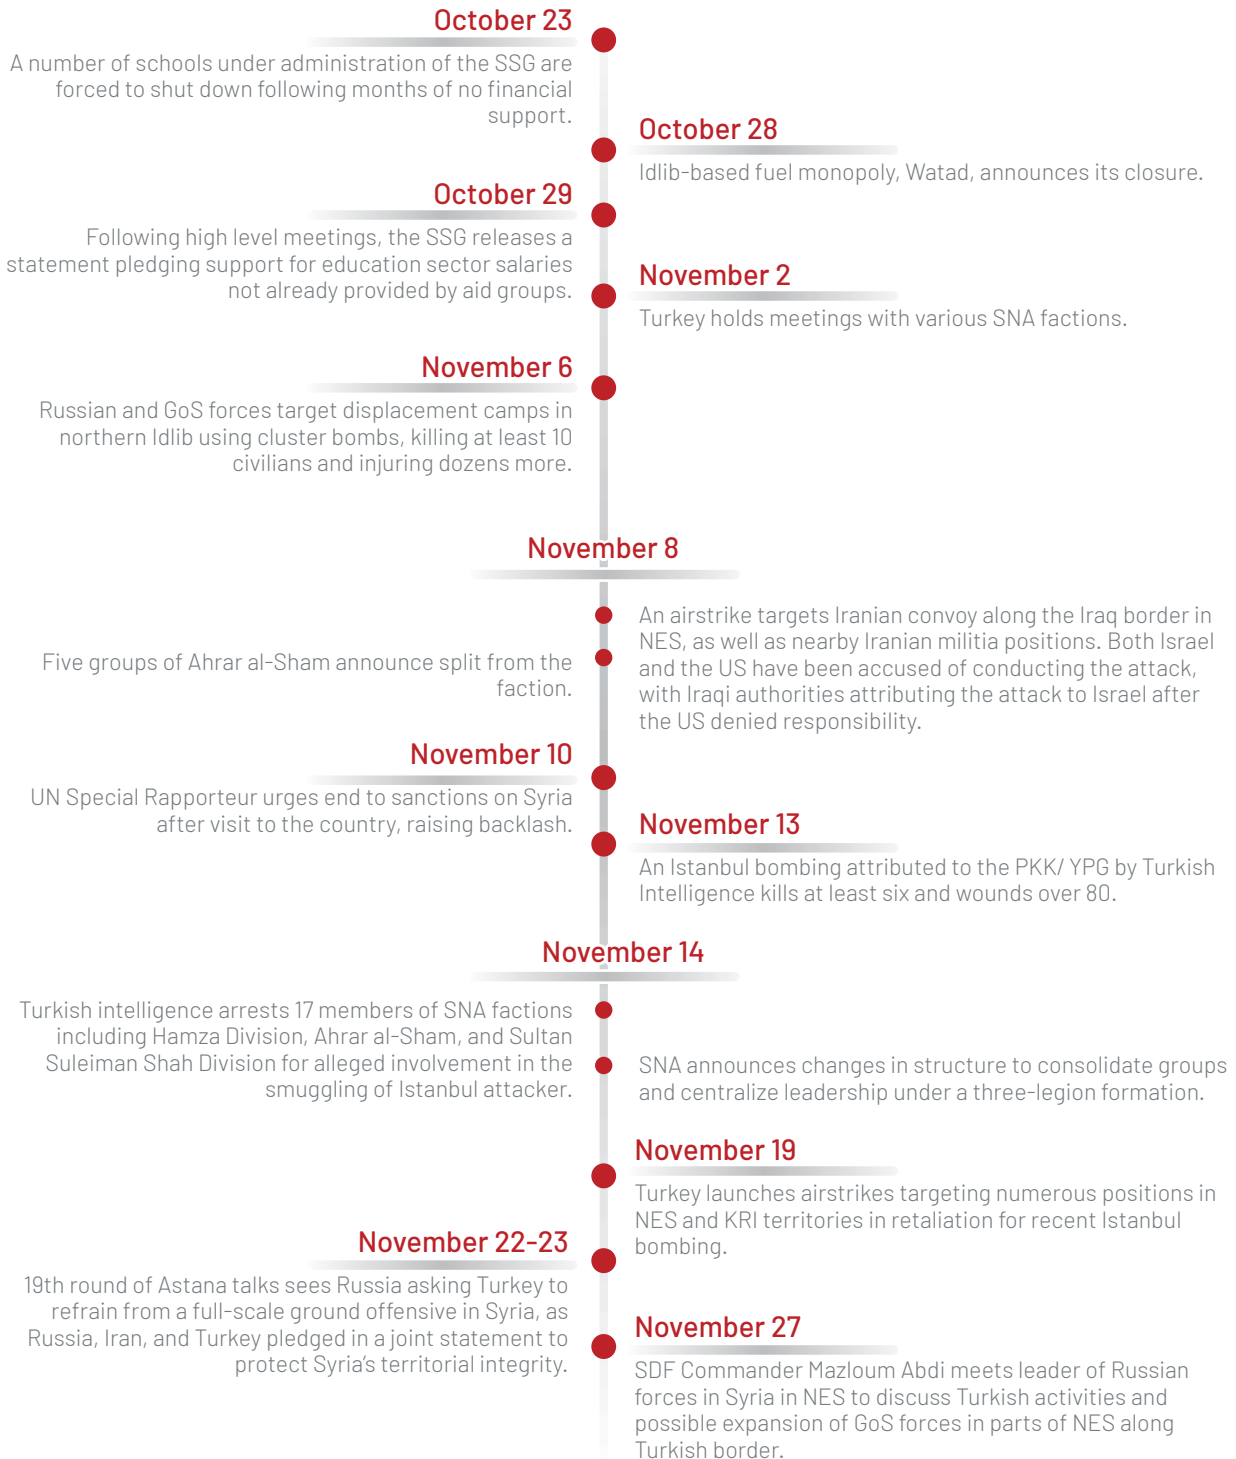 October 23
A number of schools under administration of the SSG are
forced to shut down following months of no financial
support.
October 28
Idlib-based fuel monopoly, Watad, announces its closure.
October 29
Following high level meetings, the SSG releases a
statement pledging support for education sector salaries
not already provided by aid groups.
November 2
Turkey holds meetings with various SNA factions.
November 6
Russian and GoS forces target displacement camps in
northern Idlib using cluster bombs, killing at least 10
civilians and injuring dozens more.
November 8
An airstrike targets Iranian convoy along the Iraq border in
NES, as well as nearby Iranian militia positions. Both Israel
and the US have been accused of conducting the attack,
with Iraqi authorities attributing the attack to Israel after
the US denied responsibility.
Five groups of Ahrar al-Sham announce split from the
faction.
November 10
UN Special Rapporteur urges end to sanctions on Syria
after visit to the country, raising backlash.
November 13
An Istanbul bombing attributed to the PKK/ YPG by Turkish
Intelligence kills at least six and wounds over 80.
November 14
Turkish intelligence arrests 17 members of SNA factions
including Hamza Division, Ahrar al-Sham, and Sultan
Suleiman Shah Division for alleged involvement in the
smuggling of Istanbul attacker.
SNA announces changes in structure to consolidate groups
and centralize leadership under a three-legion formation.
November 19
Turkey launches airstrikes targeting numerous positions in
NES and KRI territories in retaliation for recent Istanbul
bombing.
November 22-23
19th round of Astana talks sees Russia asking Turkey to
refrain from a full-scale ground offensive in Syria, as
Russia, Iran, and Turkey pledged in a joint statement to
protect Syria's territorial integrity.
November 27
SDF Commander Mazloum Abdi meets leader of Russian
forces in Syria in NES to discuss Turkish activities and
possible expansion of GoS forces in parts of NES along
Turkish border.